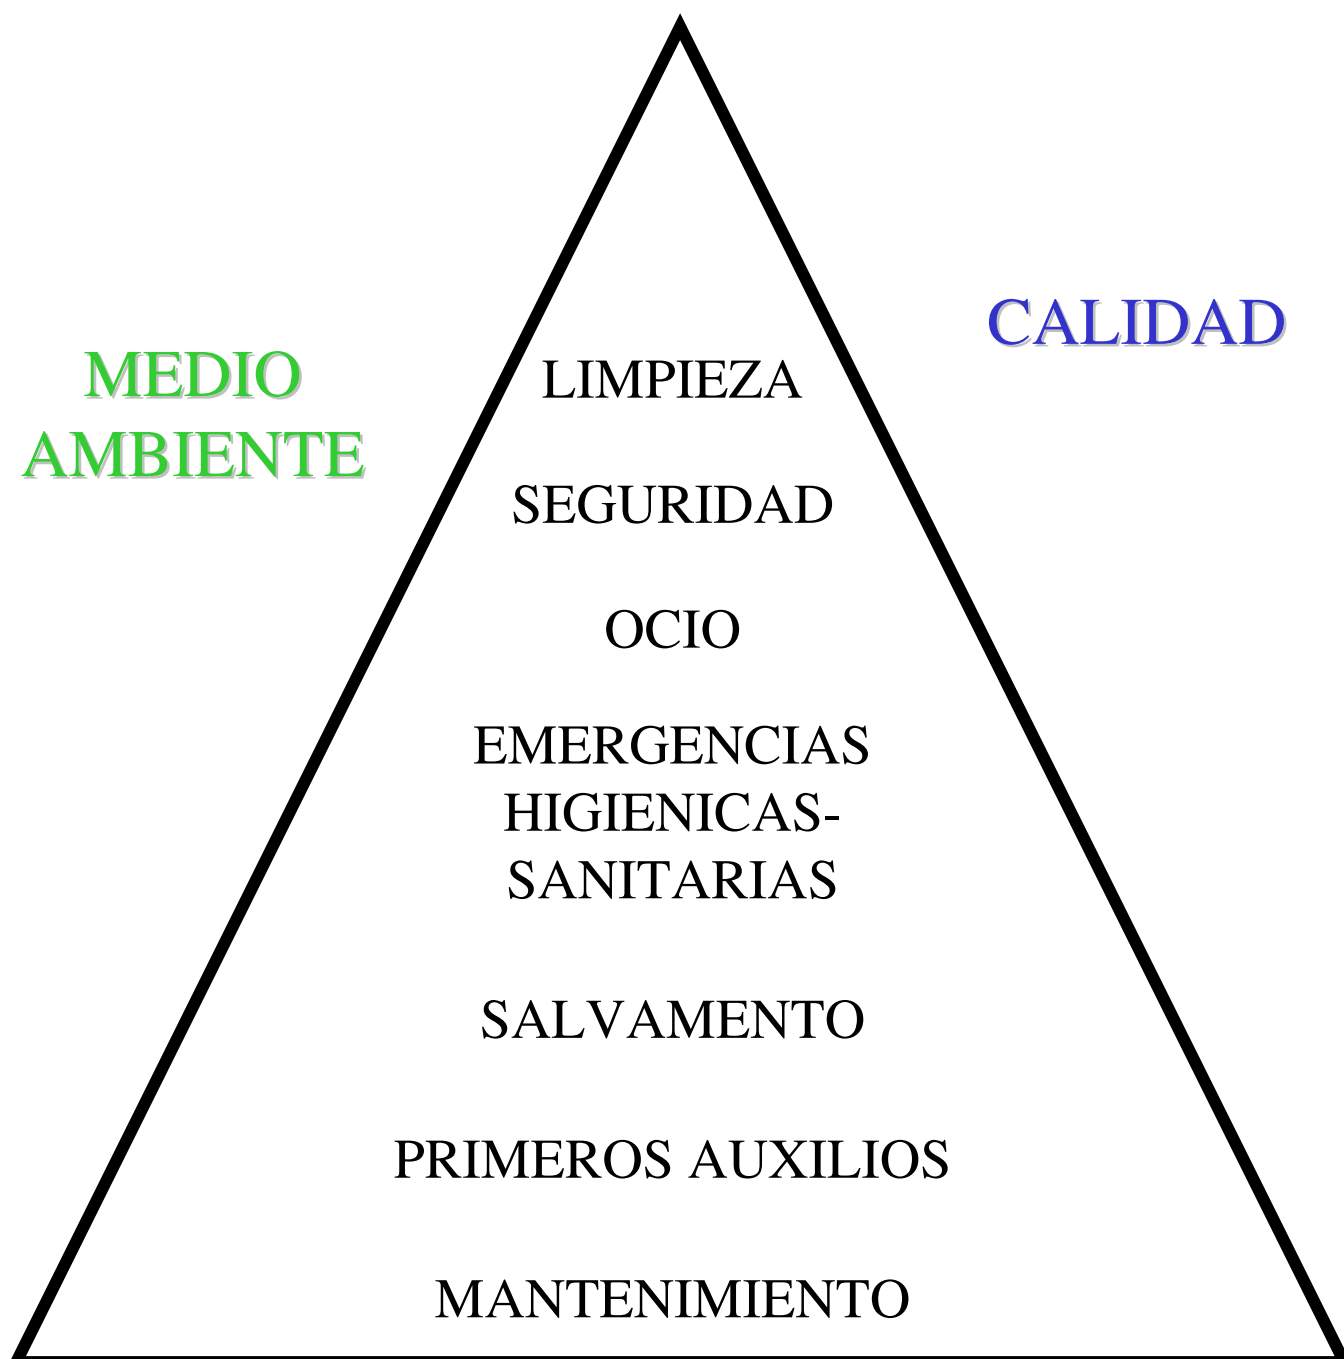 CALIDAD
MEDIO
AMBIENTE
LIMPIEZA
SEGURIDAD
OCIO
EMERGENCIAS
HIGIENICAS-
SANITARIAS
SALVAMENTO
PRIMEROS AUXILIOS
MANTENIMIENTO